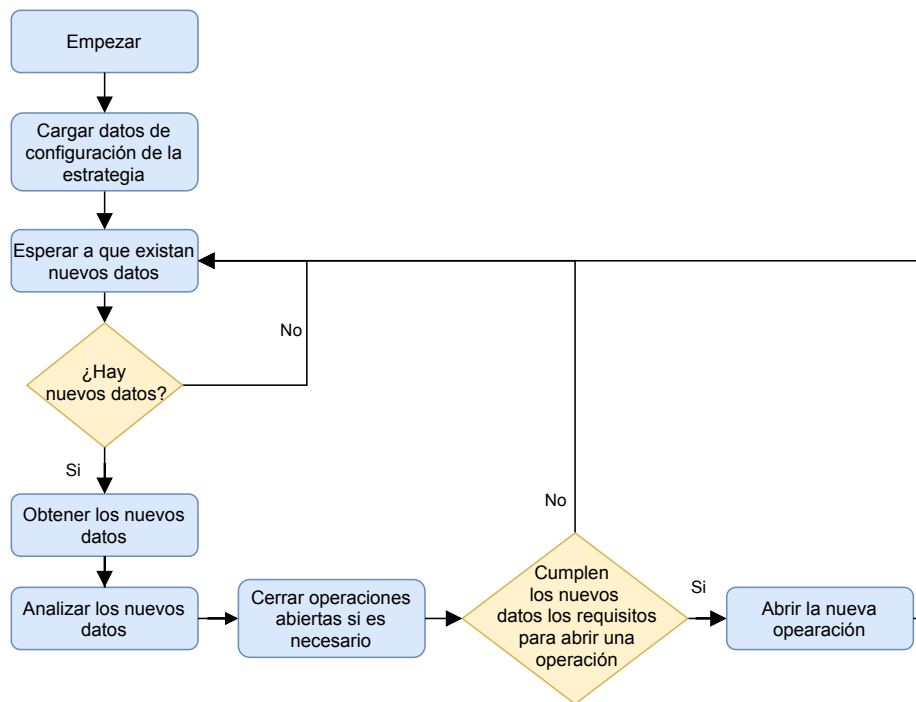 Empezar
Cargar datos de
configuración de la
estrategia
Esperar a que existan
nuevos datos
No
¿Hay
nuevos datos?
Si
Obtener los nuevos
datos
Analizar los nuevos
datos
Cerrar operaciones
abiertas si es
necesario
No
Cumplen
los nuevos
datos los requisitos
para abrir una
operación
Si
Abrir la nueva
opearación